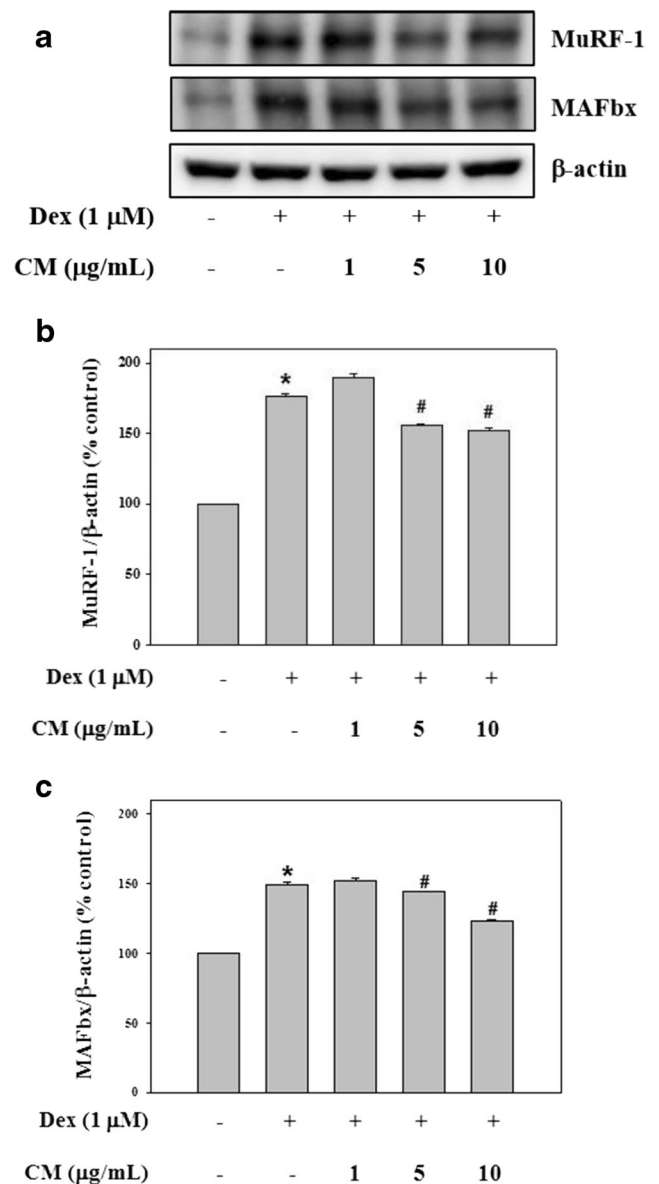 a
MuRF-1
MAFbx
β-actin
Dex (1 μM) - + + + +
CM (μg/mL) - - 1 5 10
b
MuRF-1/β-actin (% control)
200
150
100
50
0
* # #
Dex (1 μM) - + + + +
CM (μg/mL) - - 1 5 10
c
MAFbx/β-actin (% control)
200
150
100
50
0
* # #
Dex (1 μM) - + + + +
CM (μg/mL) - - 1 5 10